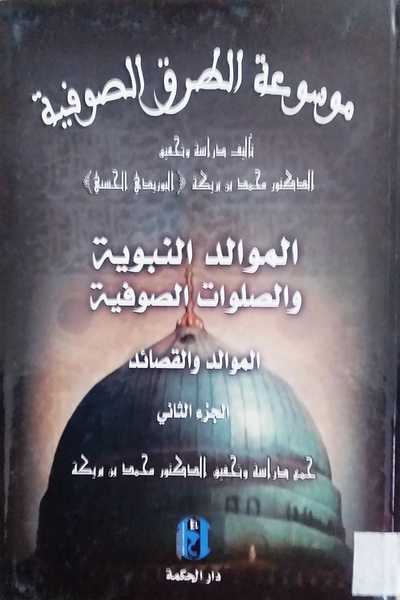 موسوعة الطرق الصوفية
تأليف دراسة وتحقيق
الدكتور محمد بن بريكة «البوزيدي الحسني»
الموالد النبوية
والصلوات الصوفية
الموالد والقصائد
الجزء الثاني
جمع دراسة وتحقيق الدكتور محمد بن بريكة
دار الحكمة